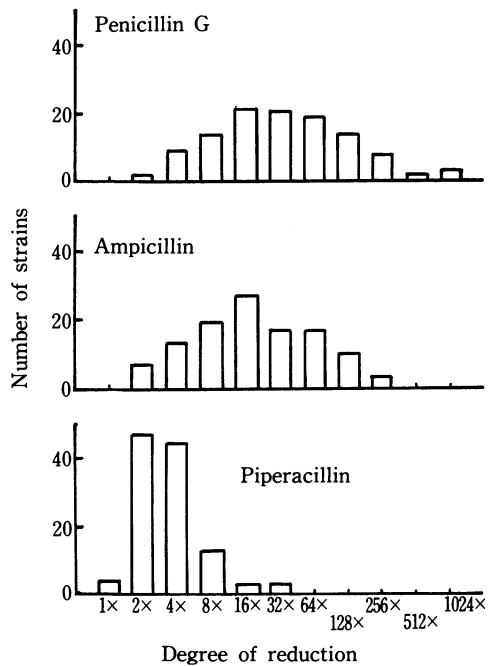 Penicillin G
40
20
0
Ampicillin
40
20
0
Piperacillin
40
20
0
Number of strains
1× 2× 4× 8× 16× 32× 64× 128× 256× 512× 1024×
Degree of reduction